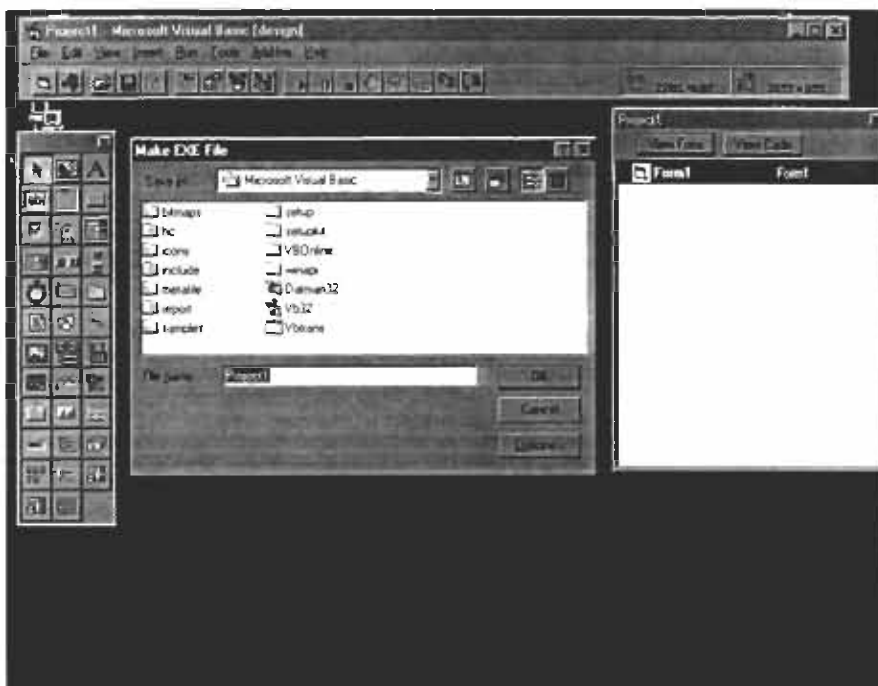 Project1 - Microsoft Visual Basic [design]
File Edit View Insert Run Tools Add-Ins Help
Make EXE File
Save in: Microsoft Visual Basic
bitmaps
hc
icons
include
metafile
report
samples
setup
setupkit
VBOnline
winapi
Dataman32
Vb32
File name: Project1
OK
Cancel
Options...
Project1
View Form View Code
Form1 Form1